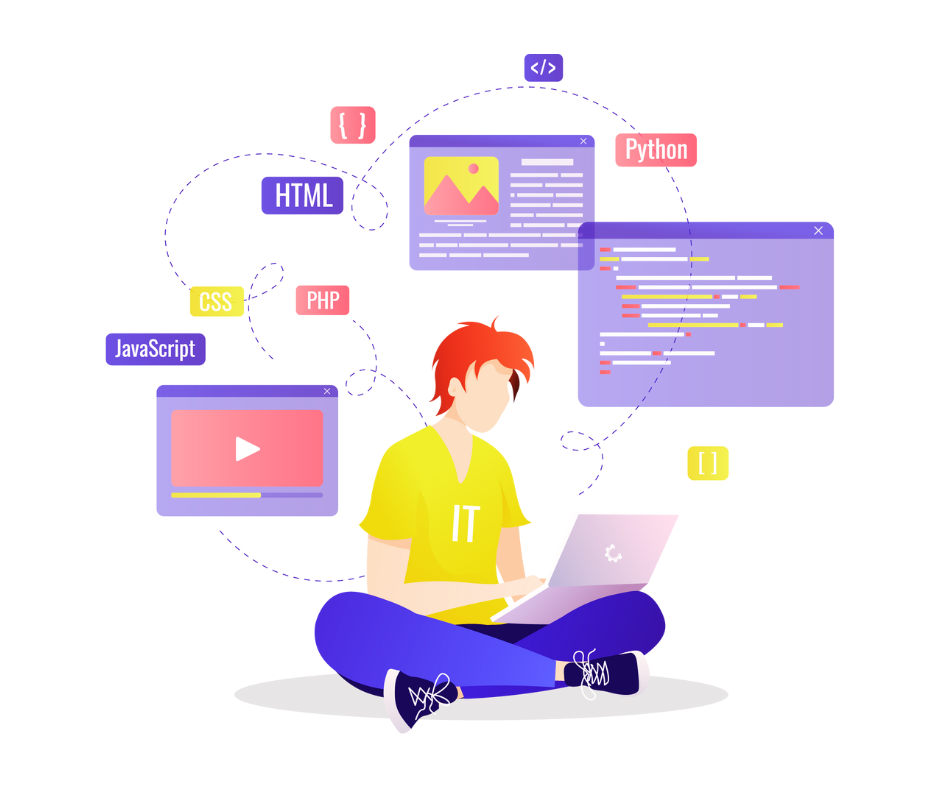 </>
{ }
Python
HTML
CSS
PHP
JavaScript
[ ]
IT